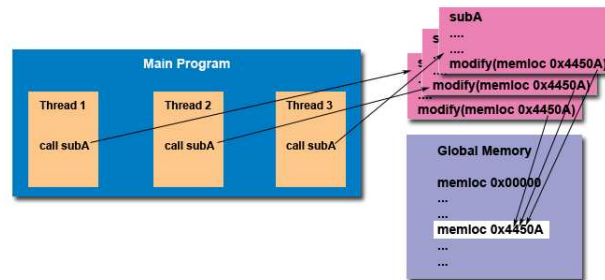 Main Program
Thread 1
call subA
Thread 2
call subA
Thread 3
call subA
subA
....
....
modify(memloc 0x4450A)
s
..
modify(memloc 0x4450A)
s
....
modify(memloc 0x4450A)
Global Memory
memloc 0x00000
...
...
memloc 0x4450A
...
...